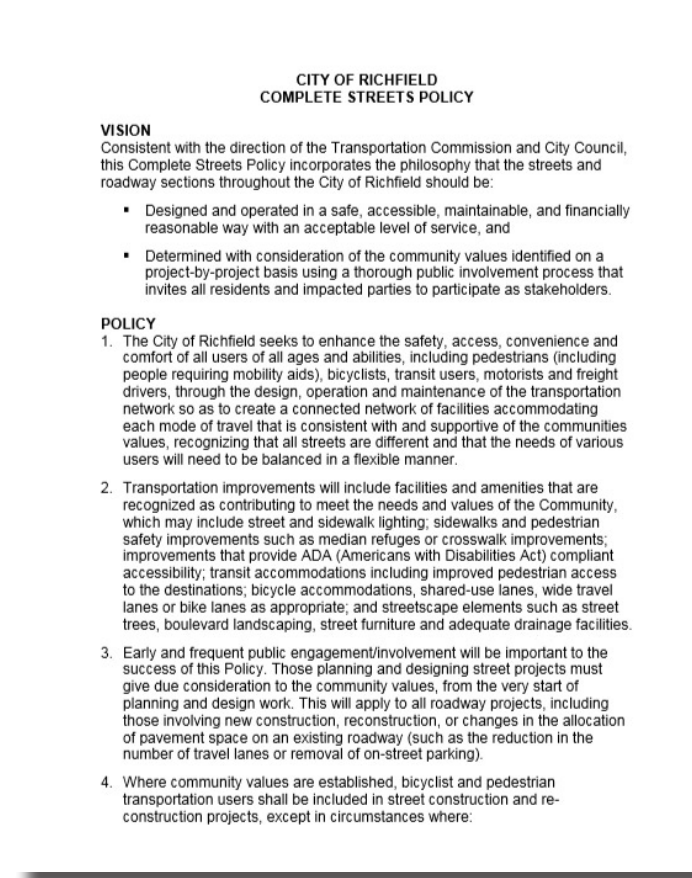 CITY OF RICHFIELD
COMPLETE STREETS POLICY
VISION
Consistent with the direction of the Transportation Commission and City Council,
this Complete Streets Policy incorporates the philosophy that the streets and
roadway sections throughout the City of Richfield should be:
▪ Designed and operated in a safe, accessible, maintainable, and financially
reasonable way with an acceptable level of service, and
▪ Determined with consideration of the community values identified on a
project-by-project basis using a thorough public involvement process that
invites all residents and impacted parties to participate as stakeholders.
POLICY
1. The City of Richfield seeks to enhance the safety, access, convenience and
comfort of all users of all ages and abilities, including pedestrians (including
people requiring mobility aids), bicyclists, transit users, motorists and freight
drivers, through the design, operation and maintenance of the transportation
network so as to create a connected network of facilities accommodating
each mode of travel that is consistent with and supportive of the communities
values, recognizing that all streets are different and that the needs of various
users will need to be balanced in a flexible manner.
2. Transportation improvements will include facilities and amenities that are
recognized as contributing to meet the needs and values of the Community,
which may include street and sidewalk lighting; sidewalks and pedestrian
safety improvements such as median refuges or crosswalk improvements;
improvements that provide ADA (Americans with Disabilities Act) compliant
accessibility; transit accommodations including improved pedestrian access
to the destinations; bicycle accommodations, shared-use lanes, wide travel
lanes or bike lanes as appropriate; and streetscape elements such as street
trees, boulevard landscaping, street furniture and adequate drainage facilities.
3. Early and frequent public engagement/involvement will be important to the
success of this Policy. Those planning and designing street projects must
give due consideration to the community values, from the very start of
planning and design work. This will apply to all roadway projects, including
those involving new construction, reconstruction, or changes in the allocation
of pavement space on an existing roadway (such as the reduction in the
number of travel lanes or removal of on-street parking).
4. Where community values are established, bicyclist and pedestrian
transportation users shall be included in street construction and re-
construction projects, except in circumstances where: